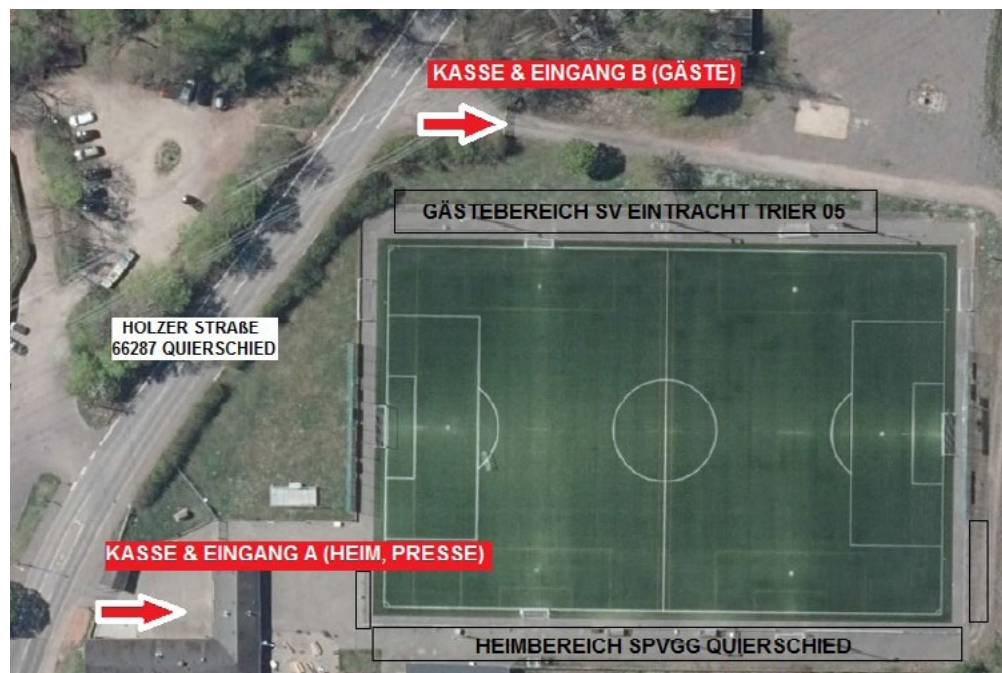 KASSE & EINGANG B (GÄSTE)
GÄSTEBEREICH SV EINTRACHT TRIER 05
HOLZER STRAßE
66287 QUIERSCHIED
KASSE & EINGANG A (HEIM, PRESSE)
HEIMBEREICH SPVGG QUIERSCHIED